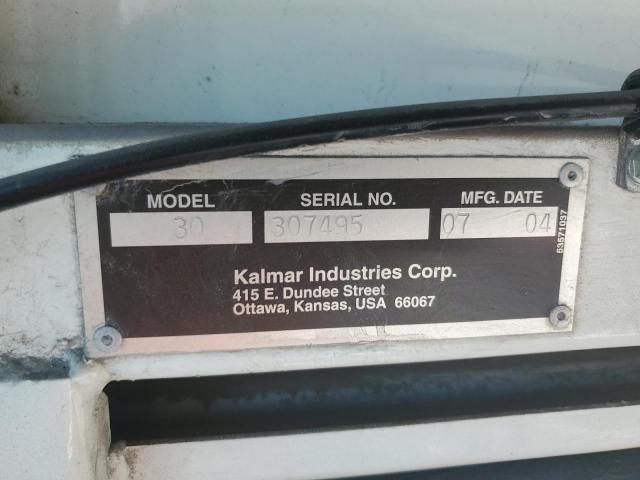 MODEL SERIAL NO. MFG. DATE
30 307495 07 04
53571037
Kalmar Industries Corp.
415 E. Dundee Street
Ottawa, Kansas, USA 66067